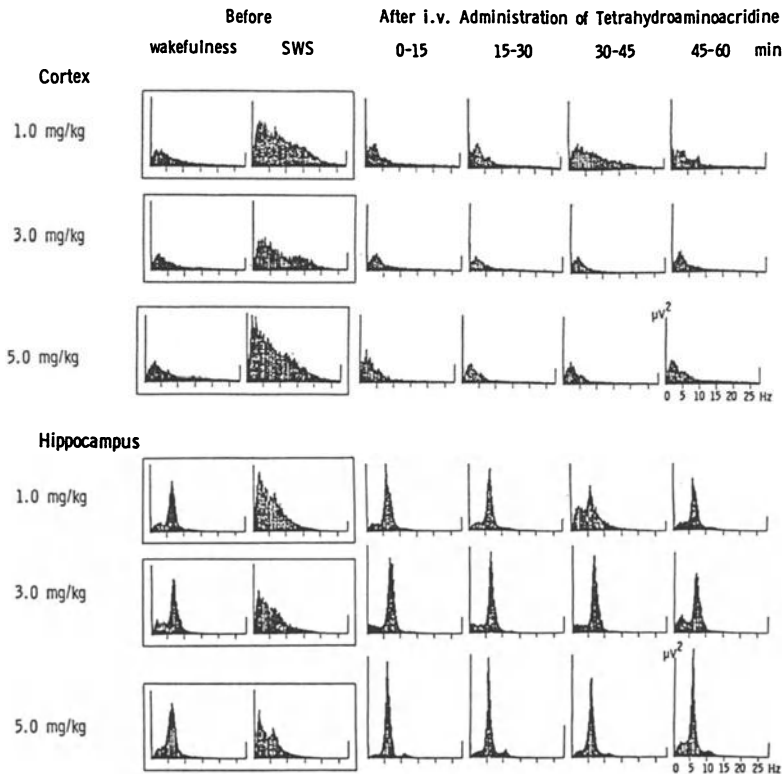 Before After i.v. Administration of Tetrahydroaminoacridine
wakefulness SWS 0-15 15-30 30-45 45-60 min
Cortex
1.0 mg/kg
3.0 mg/kg
5.0 mg/kg
μV²
0 5 10 15 20 25 Hz
Hippocampus
1.0 mg/kg
3.0 mg/kg
μV²
5.0 mg/kg
0 5 10 15 20 25 Hz